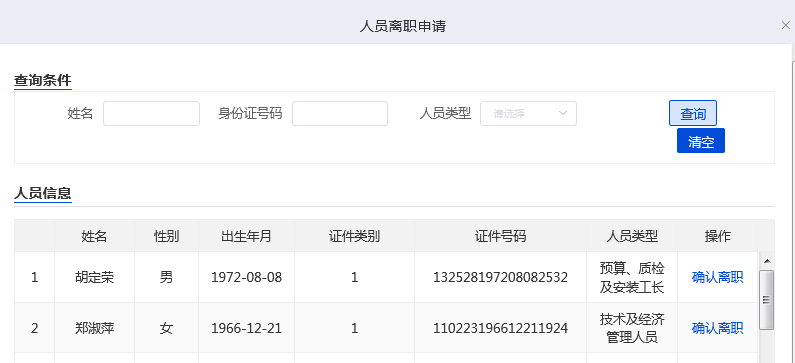 人员离职申请
查询条件
姓名 身份证号码 人员类型 请选择 查询
清空
人员信息
姓名 性别 出生年月 证件类别 证件号码 人员类型 操作
1 胡定荣 男 1972-08-08 1 132528197208082532 预算、质检及安装工长 确认离职
2 郑淑萍 女 1966-12-21 1 110223196612211924 技术及经济管理人员 确认离职